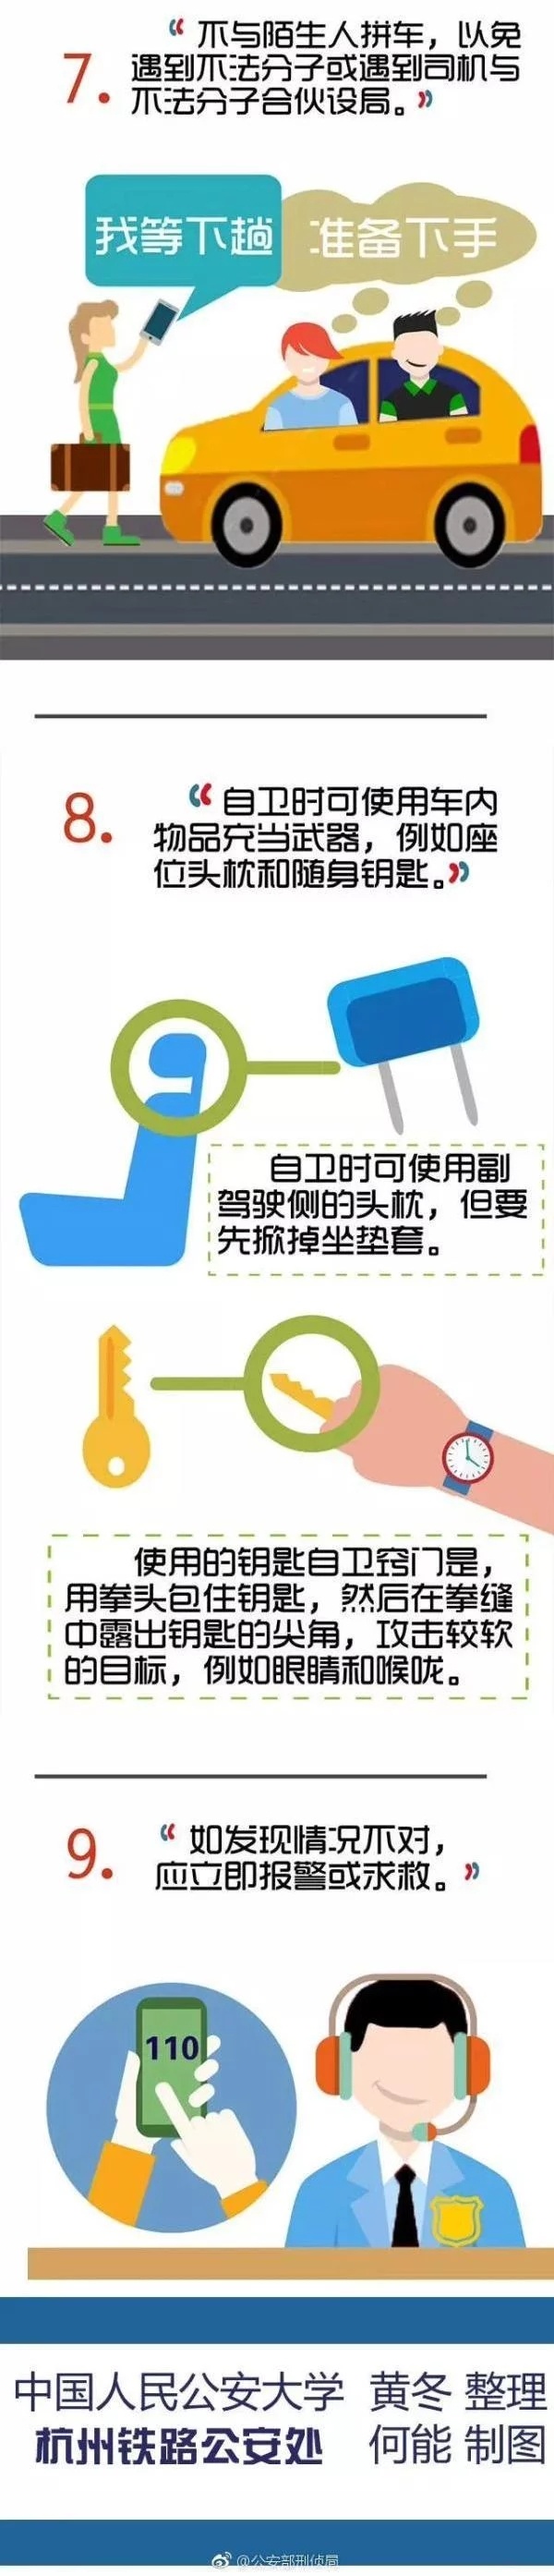 7.
“ 不与陌生人拼车，以免
遇到不法分子或遇到司机与
不法分子合伙设局。”
我等下趟
准备下手
8.
“自卫时可使用车内
物品充当武器，例如座
位头枕和随身钥匙。”
自卫时可使用副
驾驶侧的头枕，但要
先掀掉坐垫套。
使用的钥匙自卫窍门是，
用拳头包住钥匙，然后在拳缝
中露出钥匙的尖角，攻击较软
的目标，例如眼睛和喉咙。
9.
“ 如发现情况不对，
应立即报警或求救。”
110
中国人民公安大学 黄冬 整理
杭州铁路公安处 何能 制图
@公安部刑侦局